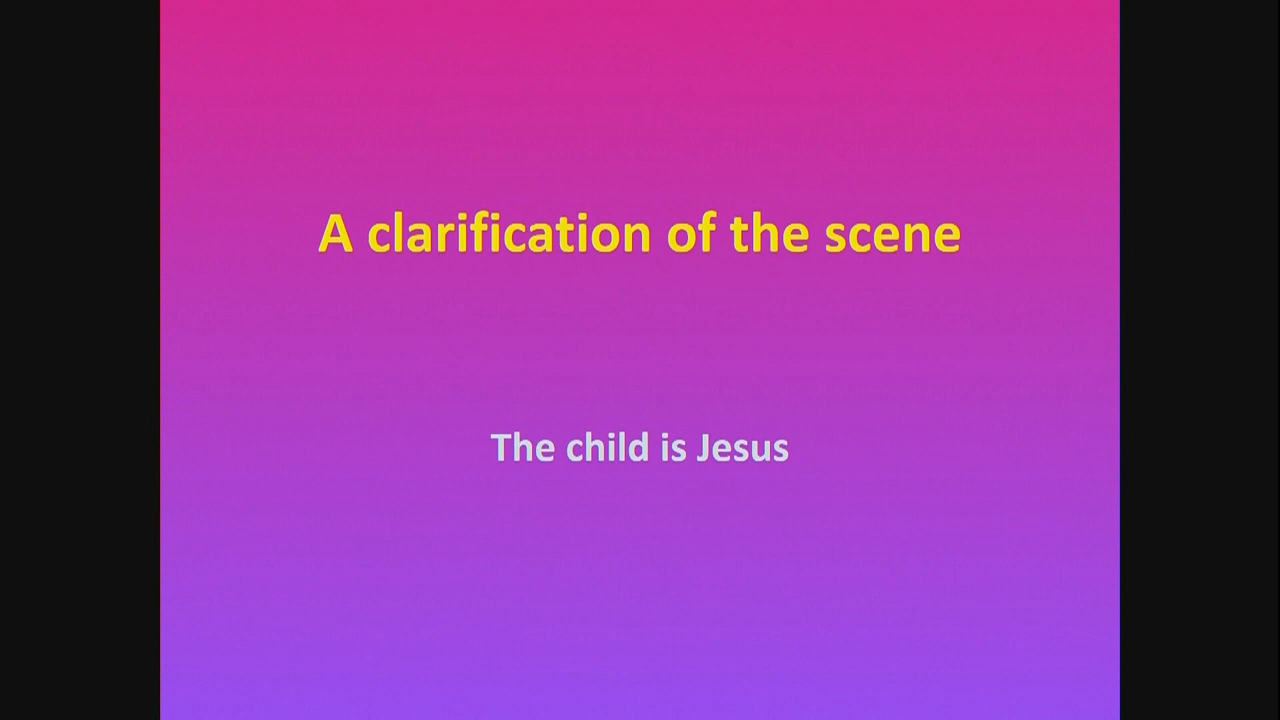 A clarification of the scene
The child is Jesus